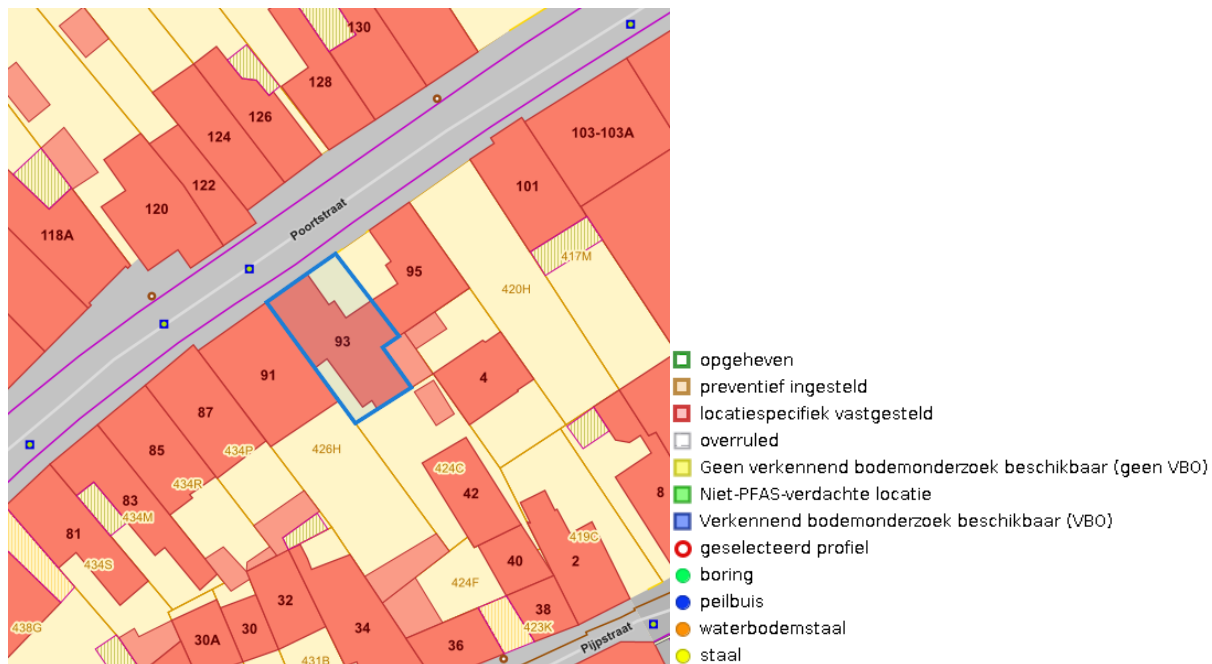 130
128
126
124
103-103A
122
101
120
Poortstraat
118A
417M
95
420H
93
91
4
87
85
434P
426H
424C
434R
42
8
83
434M
81
419C
434S
40
2
424F
32
38
438G
30
34
423K
30A
36
Pijpstraat
431B
opgeheven
preventief ingesteld
locatiespecifiek vastgesteld
overruled
Geen verkennend bodemonderzoek beschikbaar (geen VBO)
Niet-PFAS-verdachte locatie
Verkennend bodemonderzoek beschikbaar (VBO)
geselecteerd profiel
boring
peilbuis
waterbodemstaal
staal